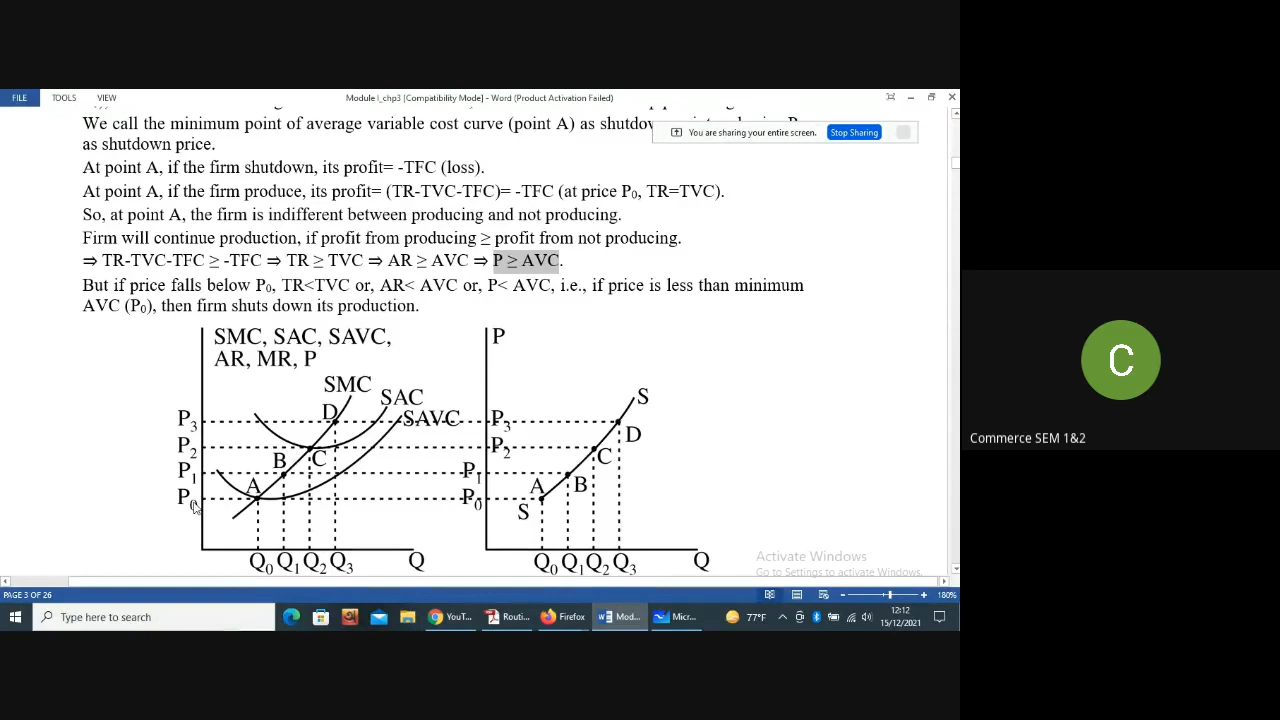 FILE TOOLS VIEW Module I_chp3 [Compatibility Mode] - Word (Product Activation Failed)
We call the minimum point of average variable cost curve (point A) as
as shutdown price.
You are sharing your entire screen. Stop Sharing
At point A, if the firm shutdown, its profit= -TFC (loss).
At point A, if the firm produce, its profit= (TR-TVC-TFC)= -TFC (at price P₀, TR=TVC).
So, at point A, the firm is indifferent between producing and not producing.
Firm will continue production, if profit from producing ≥ profit from not producing.
⇒ TR-TVC-TFC ≥ -TFC ⇒ TR ≥ TVC ⇒ AR ≥ AVC ⇒ P ≥ AVC.
But if price falls below P₀, TR<TVC or, AR< AVC or, P< AVC, i.e., if price is less than minimum
AVC (P₀), then firm shuts down its production.
SMC, SAC, SAVC,
AR, MR, P
SMC
SAC
SAVC
P₃
P₂
P₁
P₀
D
C
B
A
Q₀ Q₁ Q₂ Q₃ Q
P
S
P₃
P₂
P₁
P₀
D
C
B
A
S
Q₀ Q₁ Q₂ Q₃ Q
Activate Windows
Go to Settings to activate Windows.
PAGE 3 OF 26
180%
Type here to search
YouT...
Routi...
Firefox
Mod...
Micr...
77°F
12:12
15/12/2021
C
Commerce SEM 1&2